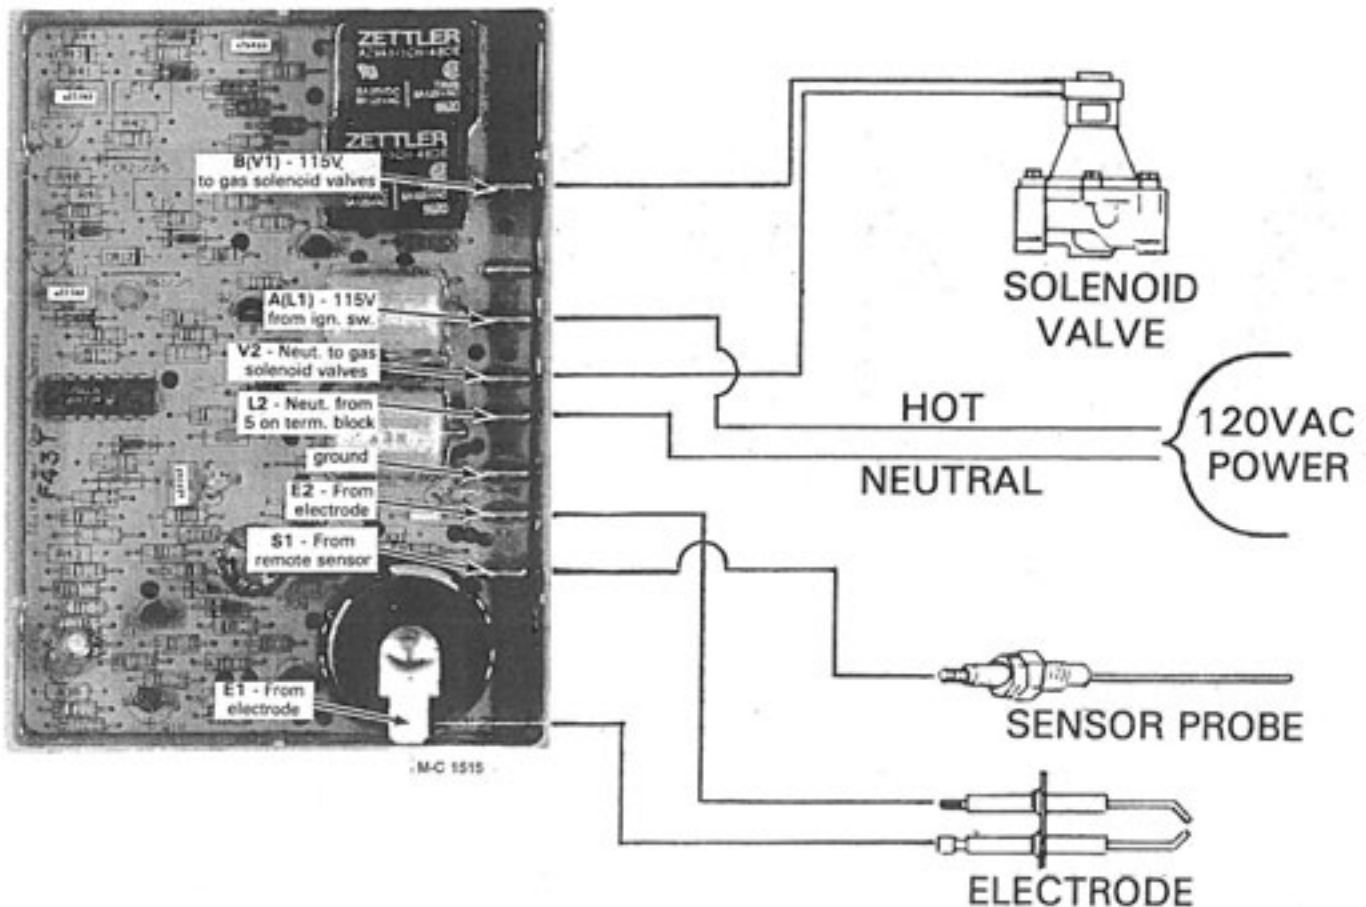 ZETTLER
ZETTLER
B(V1) - 115V
to gas solenoid valves
A(L1) - 115V
from ign. sw.
V2 - Neut. to gas
solenoid valves
L2 - Neut. from
5 on term. block
ground
E2 - From
electrode
S1 - From
remote sensor
E1 - From
electrode
F43Y
M-C 1515
SOLENOID
VALVE
HOT
NEUTRAL
120VAC
POWER
SENSOR PROBE
ELECTRODE